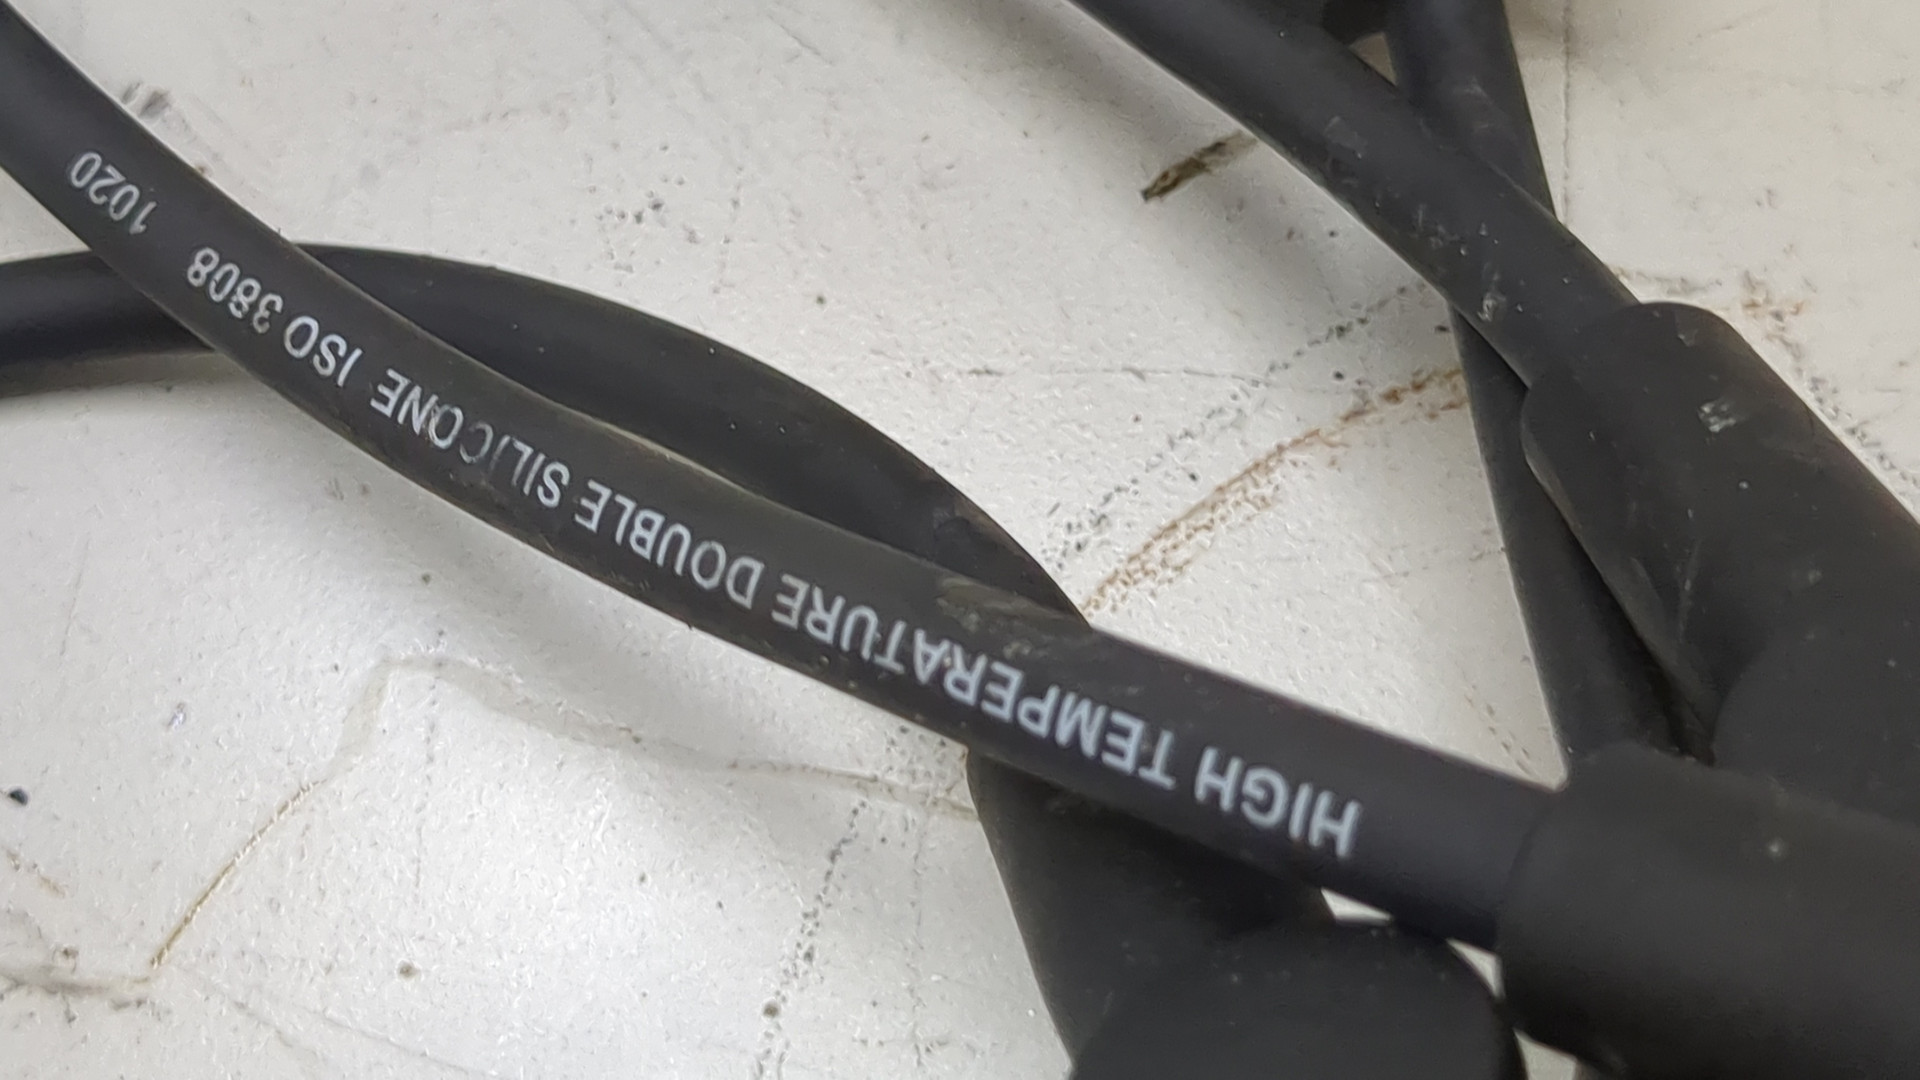 HIGH TEMPERATURE DOUBLE SILICONE ISO 3808 1020